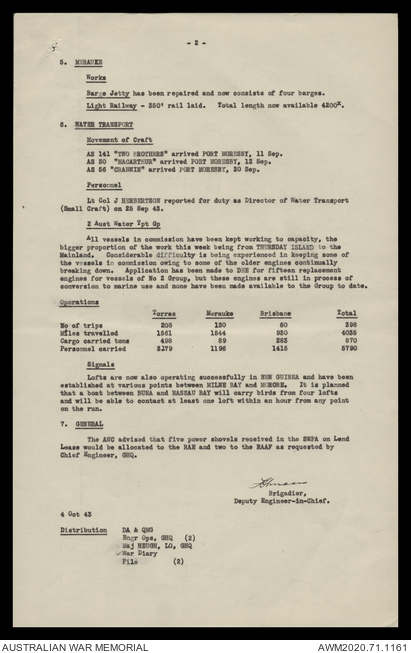 - 2 -
5. MERAUKE
Works
Barge Jetty has been repaired and now consists of four barges.
Light Railway - 350' rail laid. Total length now available 4200x.
6. WATER TRANSPORT
Movement of Craft
AS 141 "TWO BROTHERS" arrived PORT MORESBY, 11 Sep.
AS 30 "MACARTHUR" arrived PORT MORESBY, 12 Sep.
AS 56 "CRANKIN" arrived PORT MORESBY, 20 Sep.
Personnel
Lt Col J HERBERTSON reported for duty as Director of Water Transport
(Small Craft) on 28 Sep 43.
2 Aust Water Tpt Gp
All vessels in commission have been kept working to capacity, the
bigger proportion of the work this week being from THURSDAY ISLAND to the
Mainland. Considerable difficulty is being experienced in keeping some of
the vessels in commission owing to some of the older engines continually
breaking down. Application has been made to DME for fifteen replacement
engines for vessels of No 2 Group, but these engines are still in process of
conversion to marine use and none have been made available to the Group to date.
Operations
Torres Merauke Brisbane Total
No of trips 208 130 60 398
Miles travelled 1561 1544 930 4035
Cargo carried tons 498 89 283 870
Personnel carried 3179 1196 1415 5790
Signals
Lofts are now also operating successfully in NEW GUINEA and have been
established at various points between MILNE BAY and MOROBE. It is planned
that a boat between BUNA and NASSAU BAY will carry birds from four lofts
and will be able to contact at least one loft within an hour from any point
on the run.
7. GENERAL
The AWC advised that five power shovels received in the SWPA on Lend
Lease would be allocated to the RAE and two to the RAAF as requested by
Chief Engineer, GHQ.
Brigadier,
Deputy Engineer-in-Chief.
4 Oct 43
Distribution DA & QMG
Engr Ops, GHQ (2)
Maj HEUGH, LO, GHQ
War Diary
File (2)
AUSTRALIAN WAR MEMORIAL AWM2020.71.1161